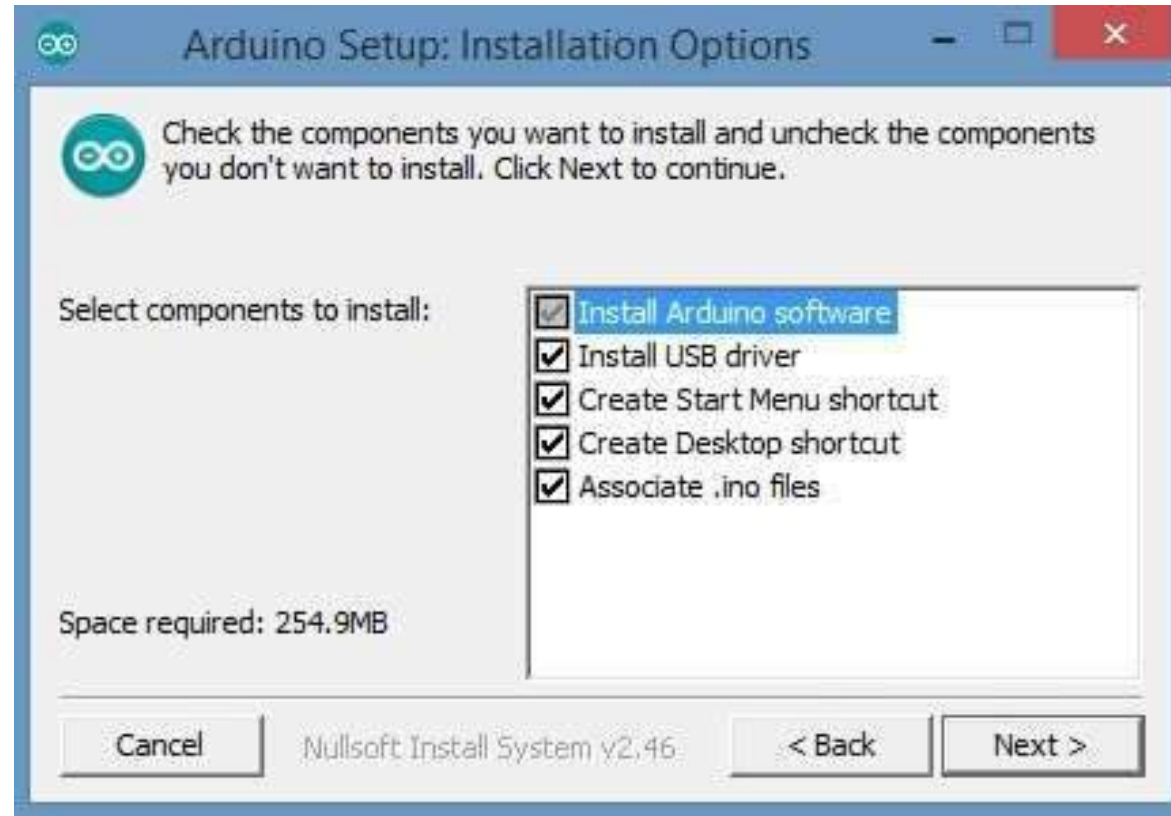 Arduino Setup: Installation Options
Check the components you want to install and uncheck the components
you don't want to install. Click Next to continue.
Select components to install:
Install Arduino software
Install USB driver
Create Start Menu shortcut
Create Desktop shortcut
Associate .ino files
Space required: 254.9MB
Cancel
Nullsoft Install System v2.46
< Back
Next >